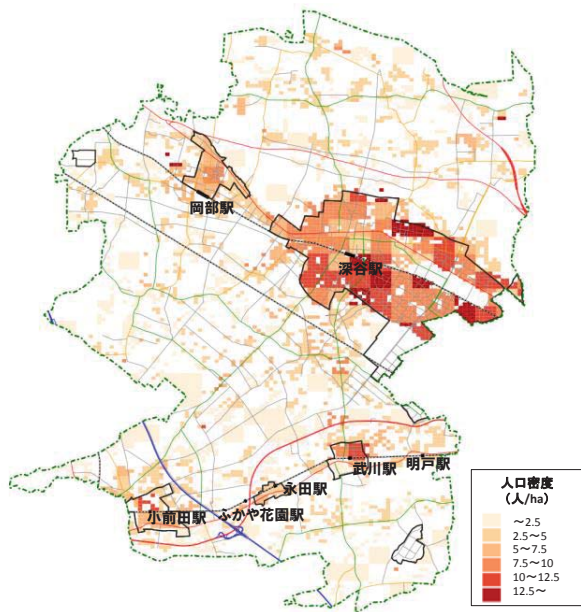 岡部駅
深谷駅
永田駅
武川駅
明戸駅
小前田駅
ふかや花園駅
人口密度
(人/ha)
～2.5
2.5～5
5～7.5
7.5～10
10～12.5
12.5～